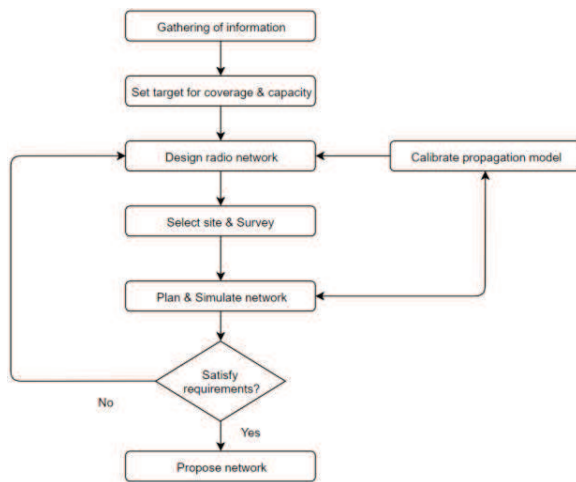 Gathering of information
Set target for coverage & capacity
Design radio network
Calibrate propagation model
Select site & Survey
Plan & Simulate network
Satisfy
requirements?
No
Yes
Propose network